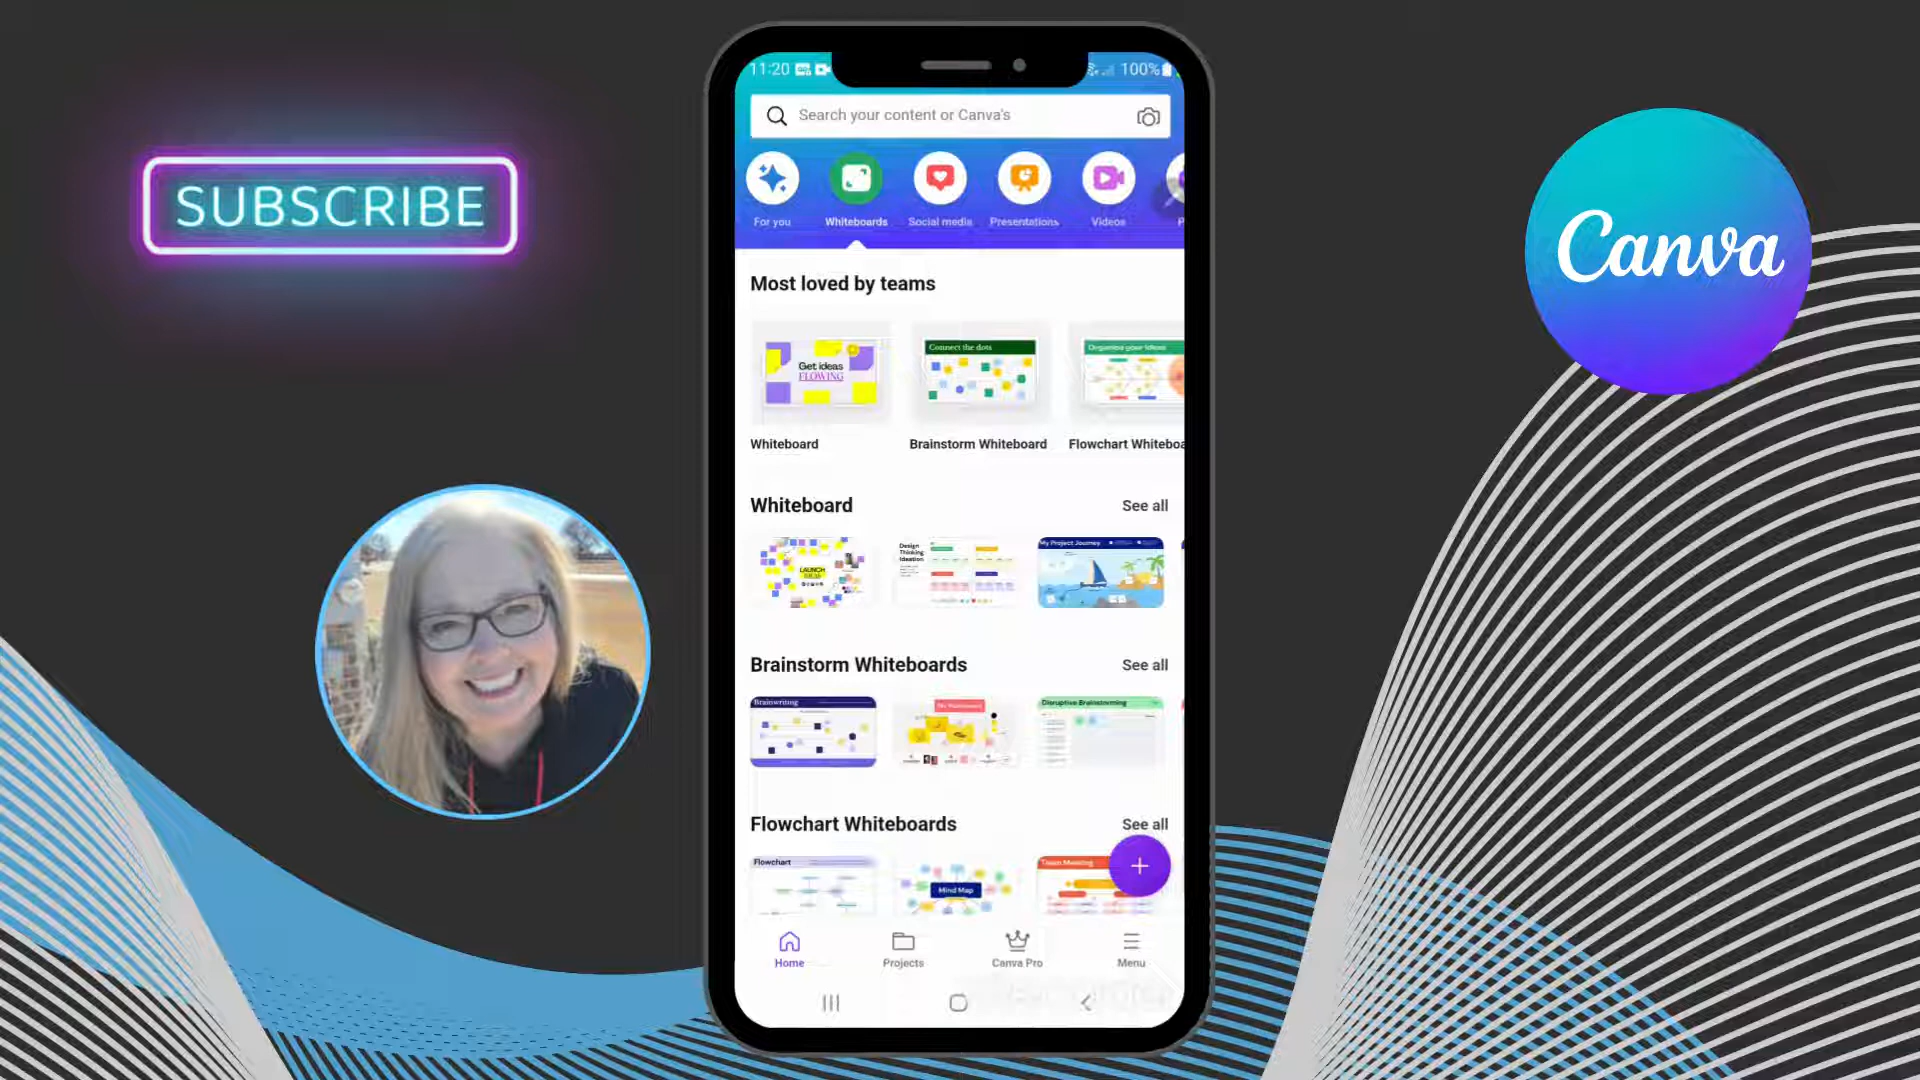 SUBSCRIBE
Canva
11:20
100%
Search your content or Canva's
For you
Whiteboards
Social media
Presentations
Videos
P
Most loved by teams
Get ideas
FLOWING
Connect the dots
Organize your ideas
Whiteboard
Brainstorm Whiteboard
Flowchart Whiteboa
Whiteboard
See all
LAUNCH
Design
Thinking
Ideation
My Project Journey
Brainstorm Whiteboards
See all
Brainwriting
Disruptive Brainstorming
Flowchart Whiteboards
See all
Flowchart
Mind Map
Team Meeting
Home
Projects
Canva Pro
Menu